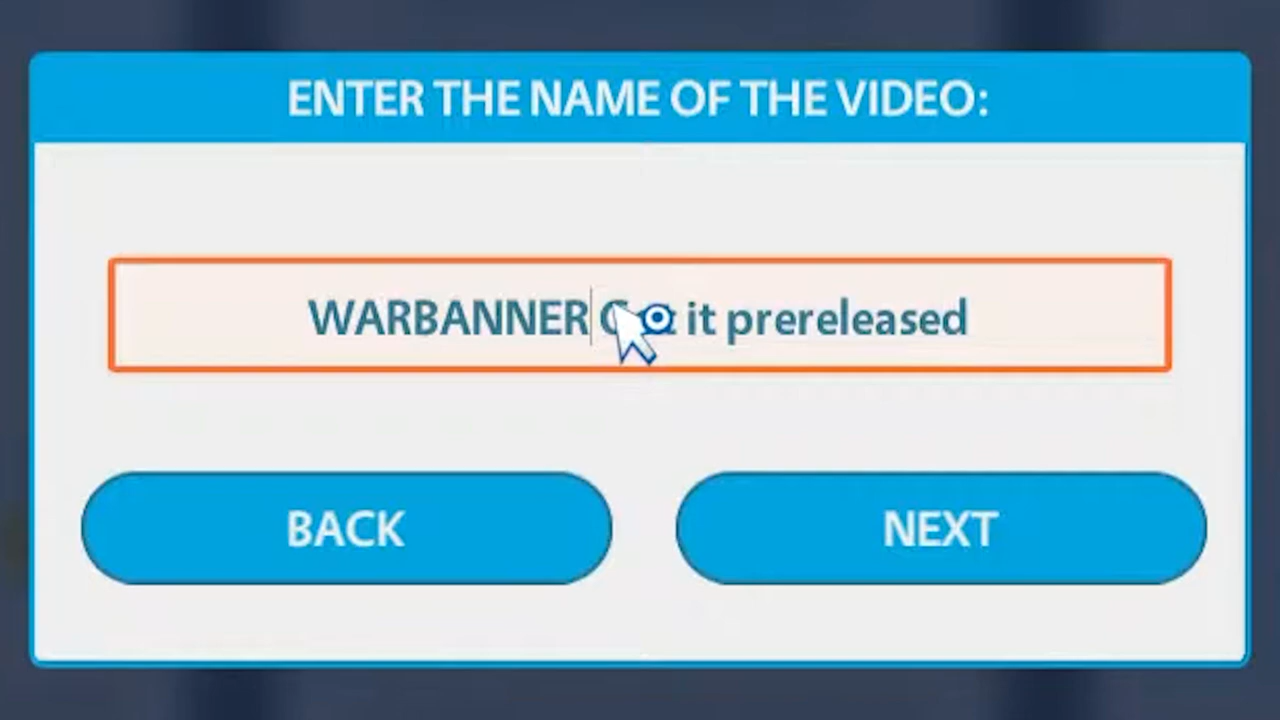 ENTER THE NAME OF THE VIDEO:
WARBANNER it prereleased
BACK
NEXT